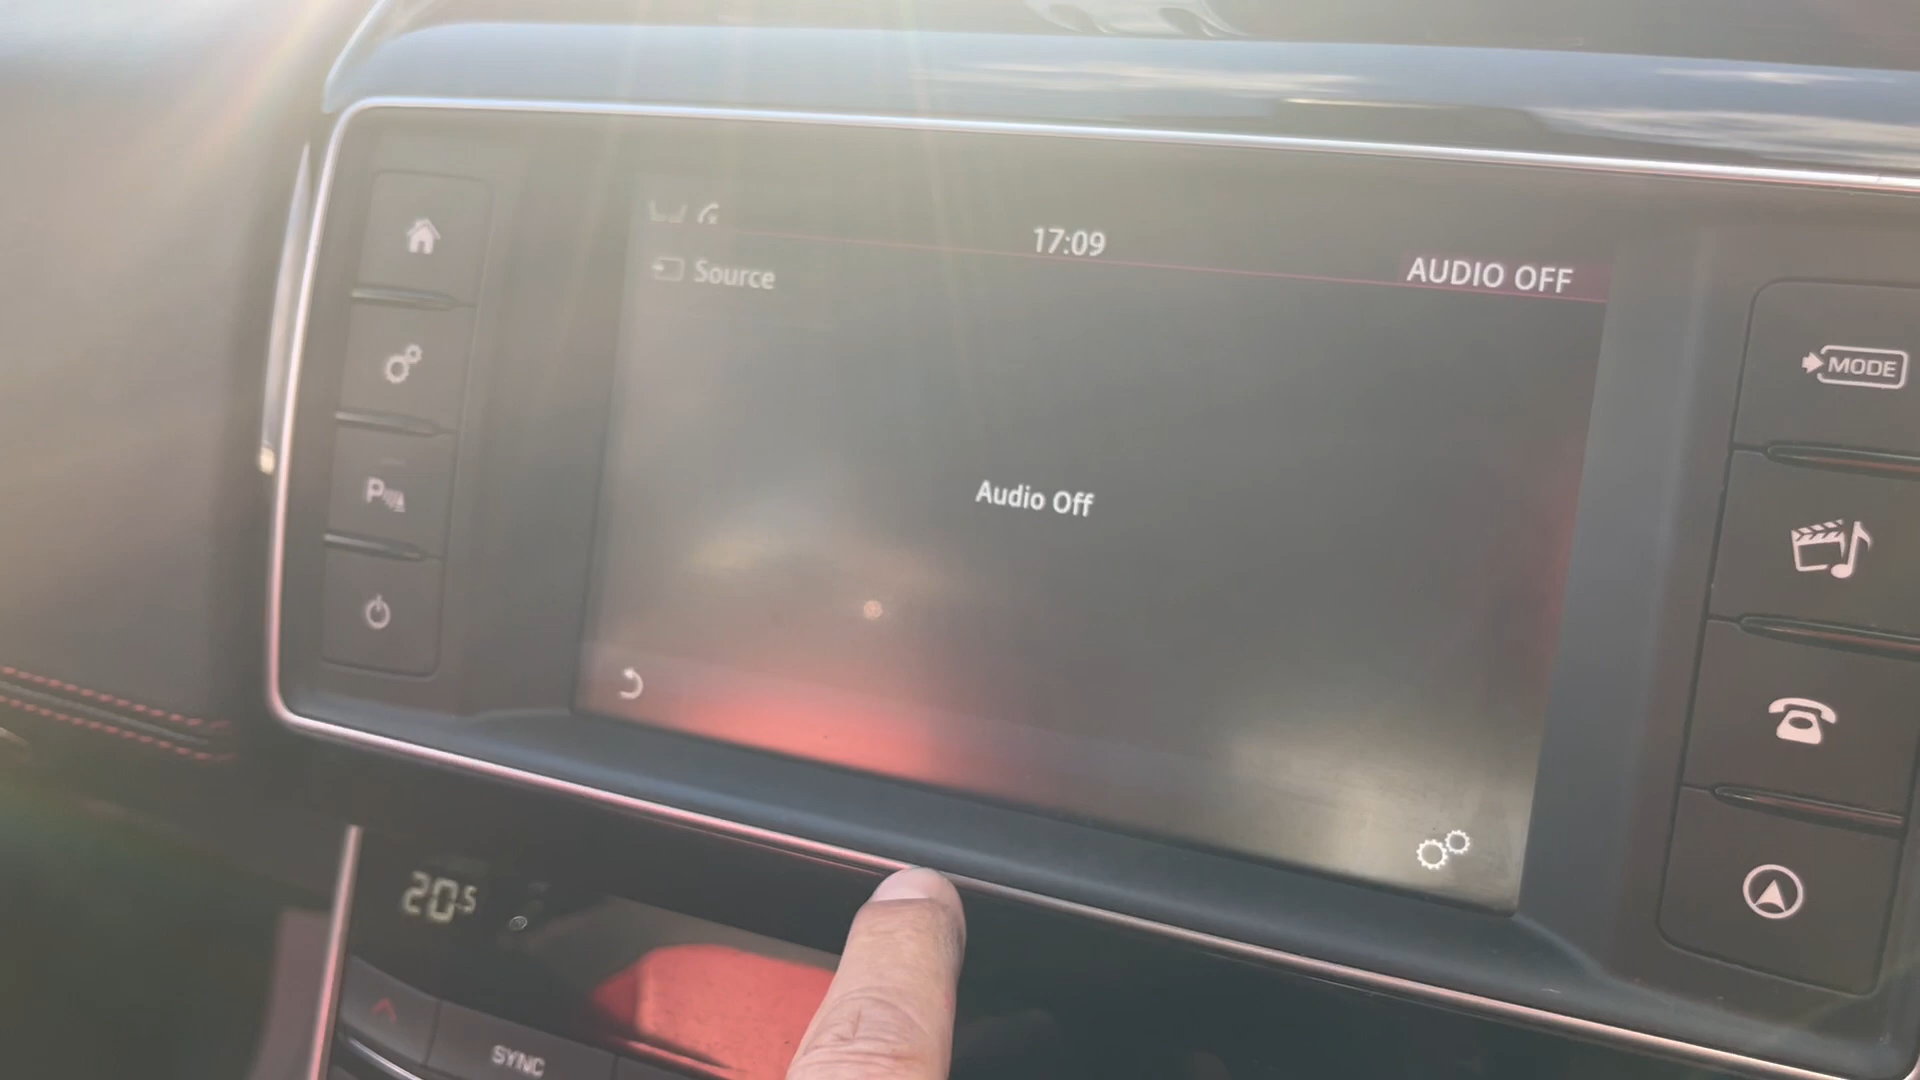 17:09
Source
AUDIO OFF
Audio Off
MODE
P
20.5
SYNC